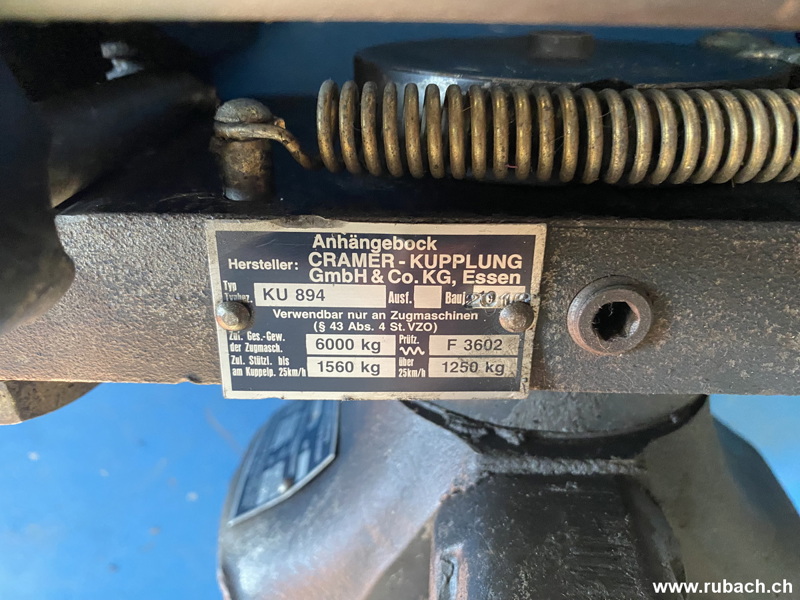 Anhängebock
Hersteller: CRAMER-KUPPLUNG
GmbH & Co. KG, Essen
Typ
Typbez. KU 894 Ausf. Bauj.
Verwendbar nur an Zugmaschinen
(§ 43 Abs. 4 St. VZO)
Zul. Ges.-Gew.
der Zugmasch. 6000 kg Prüfz. F 3602
Zul. Stützl. bis
am Kuppelp. 25km/h 1560 kg über
25km/h 1250 kg
www.rubach.ch